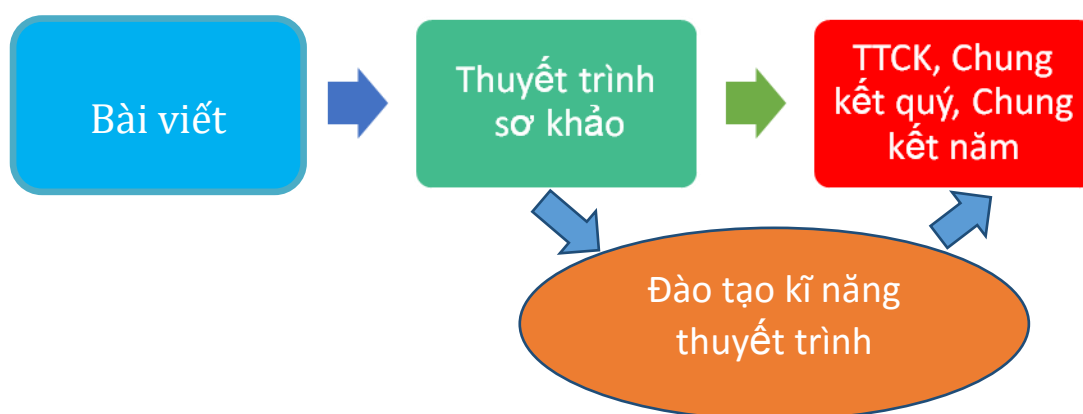 Bài viết
Thuyết trình
sơ khảo
TTCK, Chung
kết quý, Chung
kết năm
Đào tạo kĩ năng
thuyết trình